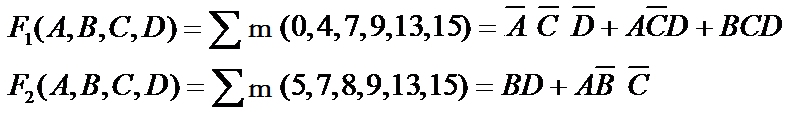 F₁(A,B,C,D) = ∑ m (0,4,7,9,13,15) = A̅ C̅ D̅ + AC̅D + BCD
F₂(A,B,C,D) = ∑ m (5,7,8,9,13,15) = BD + AB̅ C̅